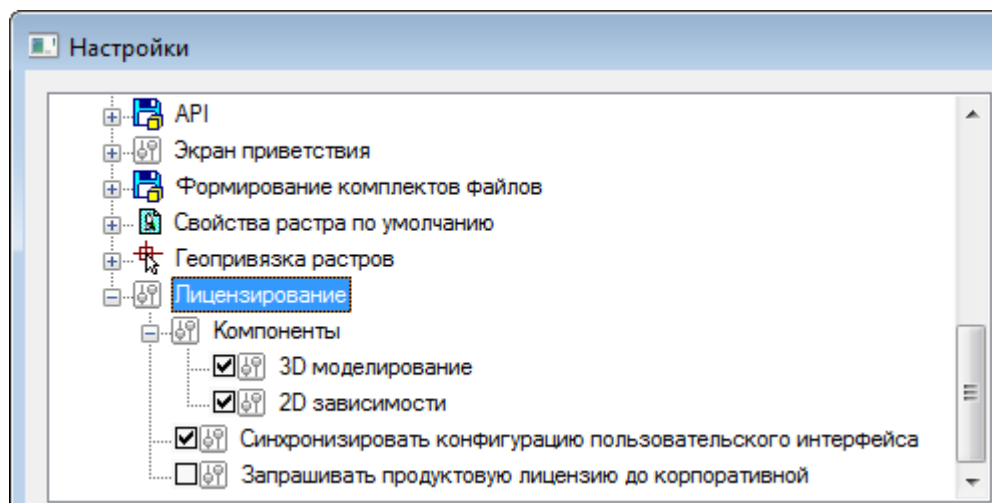 Настройки
API
Экран приветствия
Формирование комплектов файлов
Свойства растра по умолчанию
Геопривязка растров
Лицензирование
Компоненты
3D моделирование
2D зависимости
Синхронизировать конфигурацию пользовательского интерфейса
Запрашивать продуктовую лицензию до корпоративной